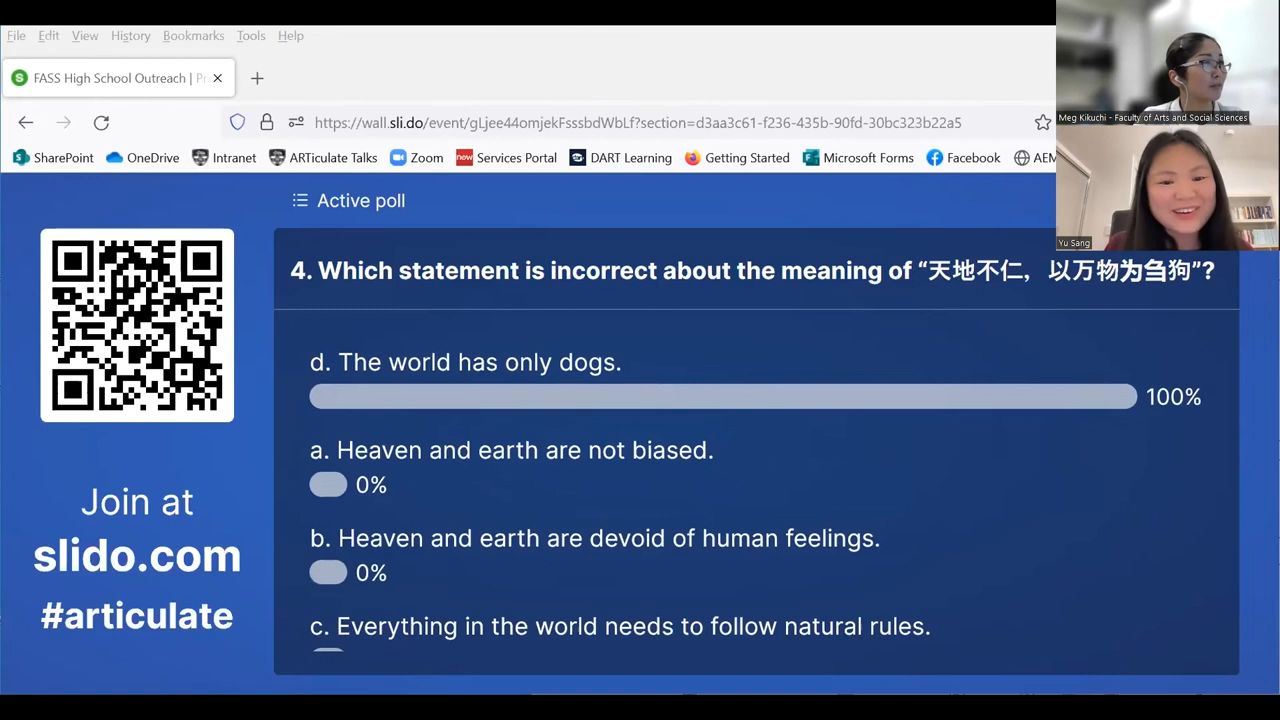 File Edit View History Bookmarks Tools Help
FASS High School Outreach | Pr
https://wall.sli.do/event/gLjee44omjekFsssbdWbLf?section=d3aa3c61-f236-435b-90fd-30bc323b22a5
SharePoint OneDrive Intranet ARTiculate Talks Zoom now Services Portal DART Learning Getting Started Microsoft Forms Facebook AEM
Meg Kikuchi - Faculty of Arts and Social Sciences
Yu Sang
Active poll
4. Which statement is incorrect about the meaning of “天地不仁，以万物为刍狗”?
d. The world has only dogs.
100%
a. Heaven and earth are not biased.
0%
b. Heaven and earth are devoid of human feelings.
0%
c. Everything in the world needs to follow natural rules.
Join at
slido.com
#articulate